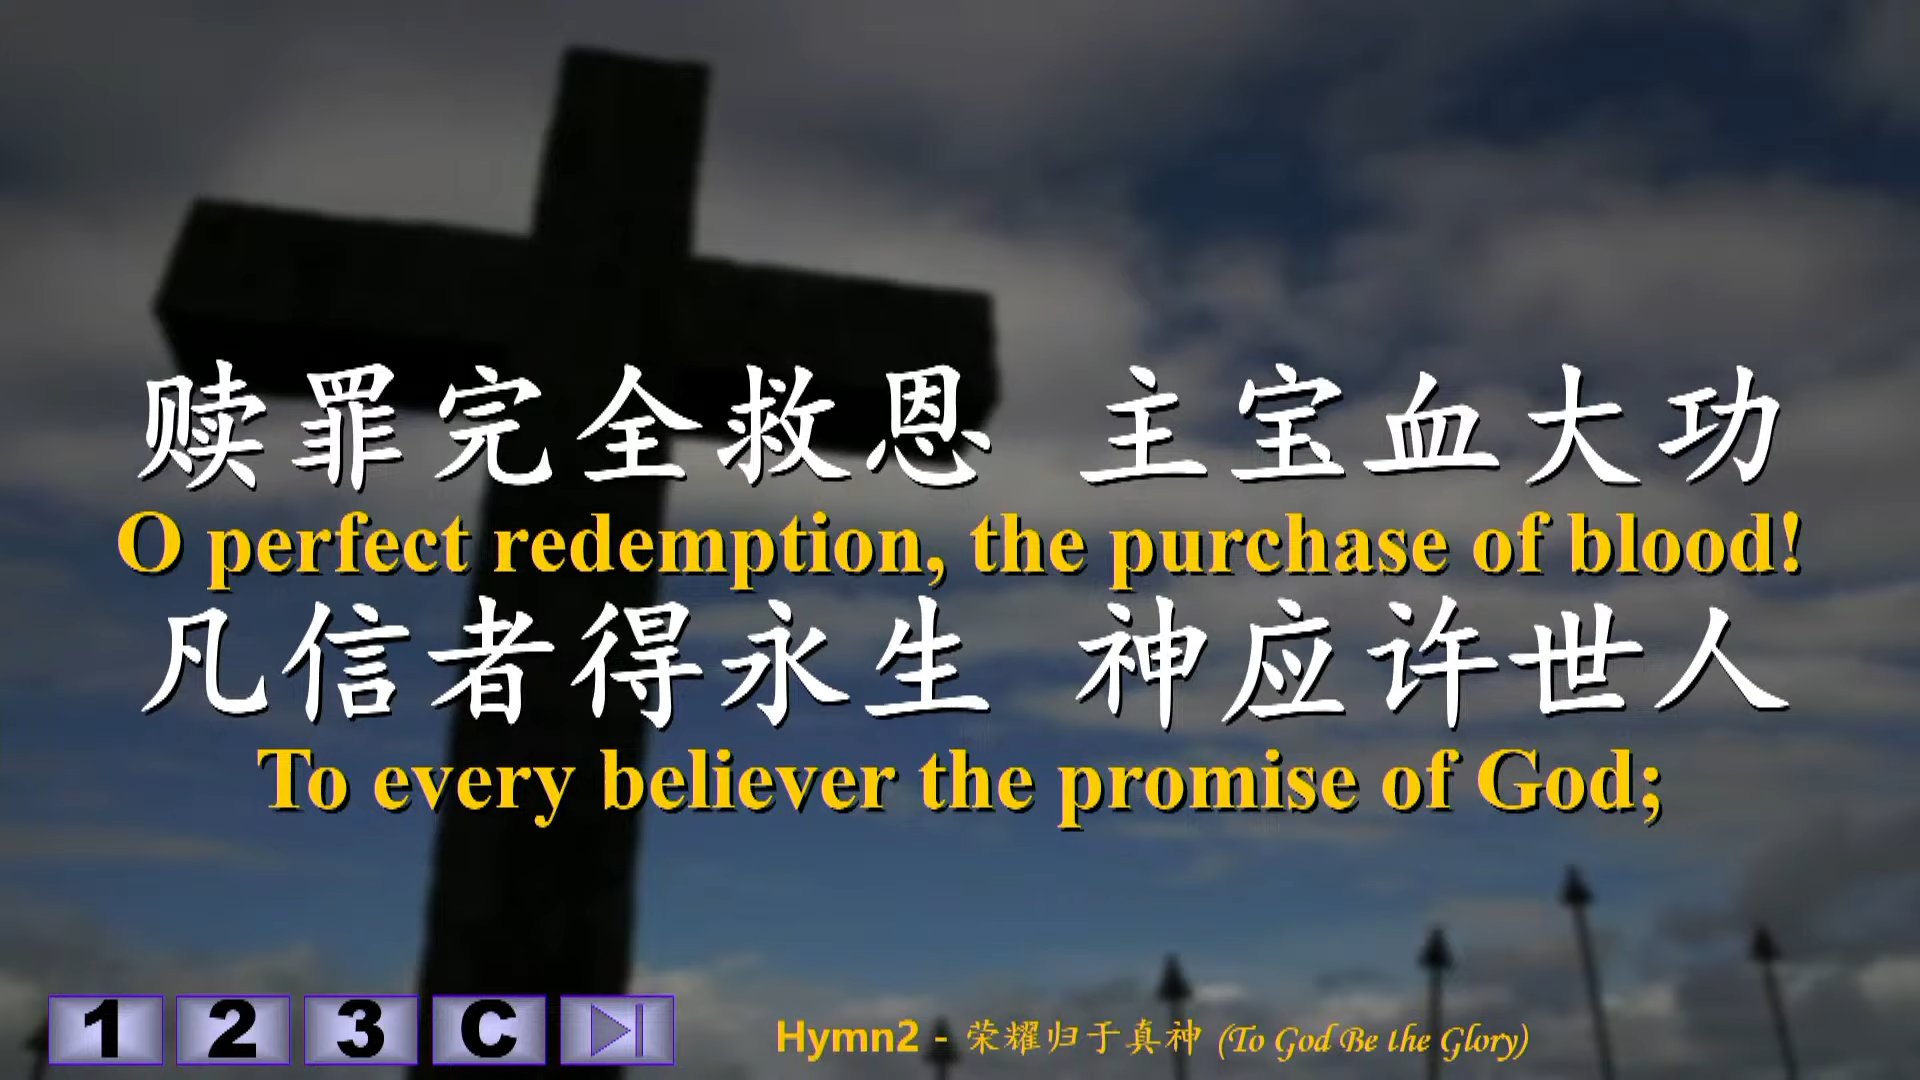 赎罪完全救恩 主宝血大功
O perfect redemption, the purchase of blood!
凡信者得永生 神应许世人
To every believer the promise of God;
1 2 3 C
Hymn2 - 荣耀归于真神 (To God Be the Glory)